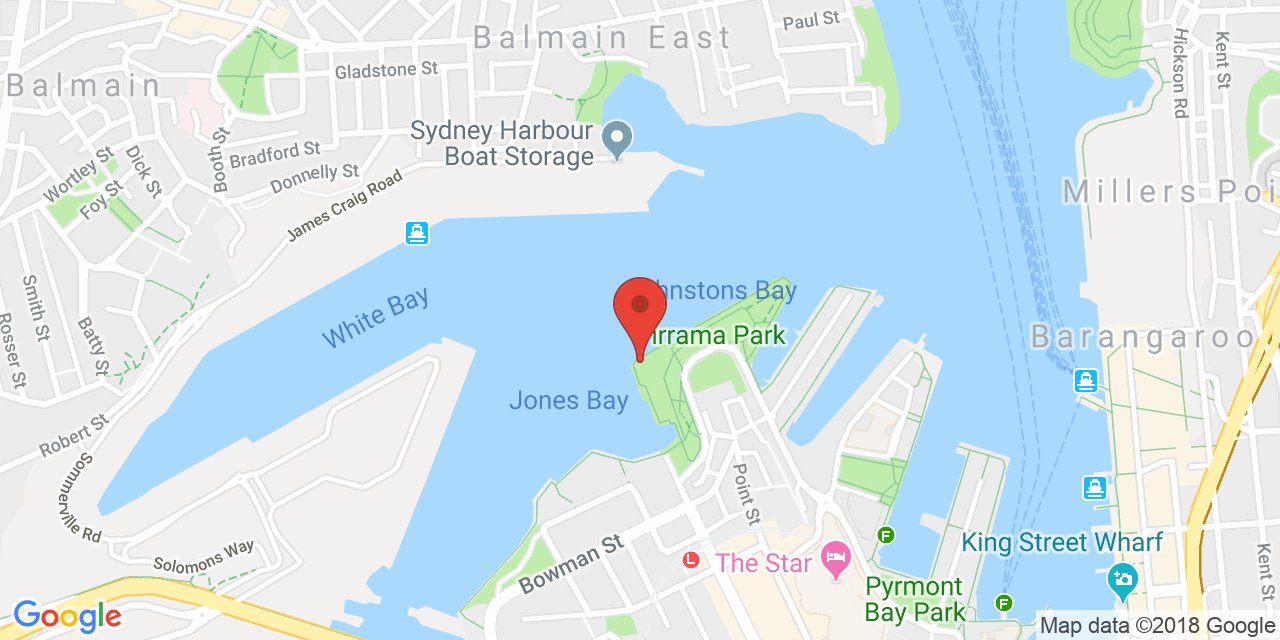 Paul St
Balmain East
Hickson Rd
Kent St
Gladstone St
Balmain
Sydney Harbour
Boat Storage
Booth St
Bradford St
Dick St
Wortley St
Donnelly St
Foy St
James Craig Road
Millers Poi
White Bay
hnstons Bay
Smith St
Rosser St
Batty St
Irrama Park
Barangaroo
Jones Bay
Robert St
Sommerville Rd
Point St
F
Solomons Way
Bowman St
L
The Star
King Street Wharf
Pyrmont
Bay Park
F
Kent St
Google
Map data ©2018 Google